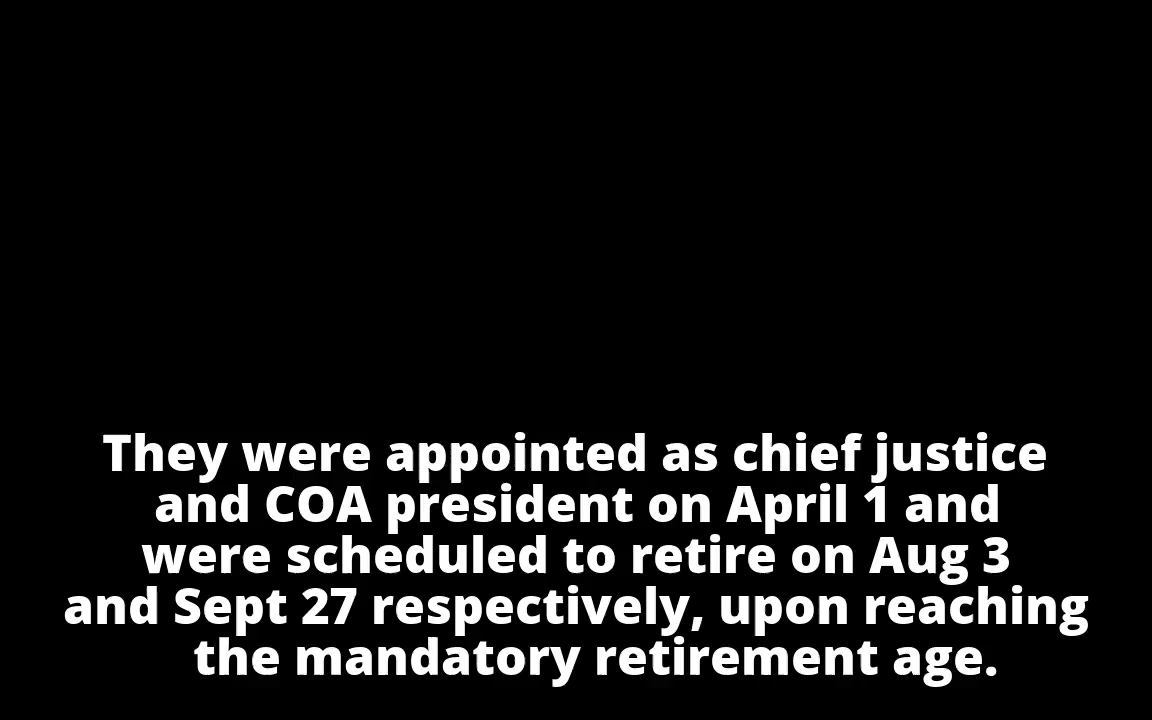 They were appointed as chief justice
and COA president on April 1 and
were scheduled to retire on Aug 3
and Sept 27 respectively, upon reaching
the mandatory retirement age.